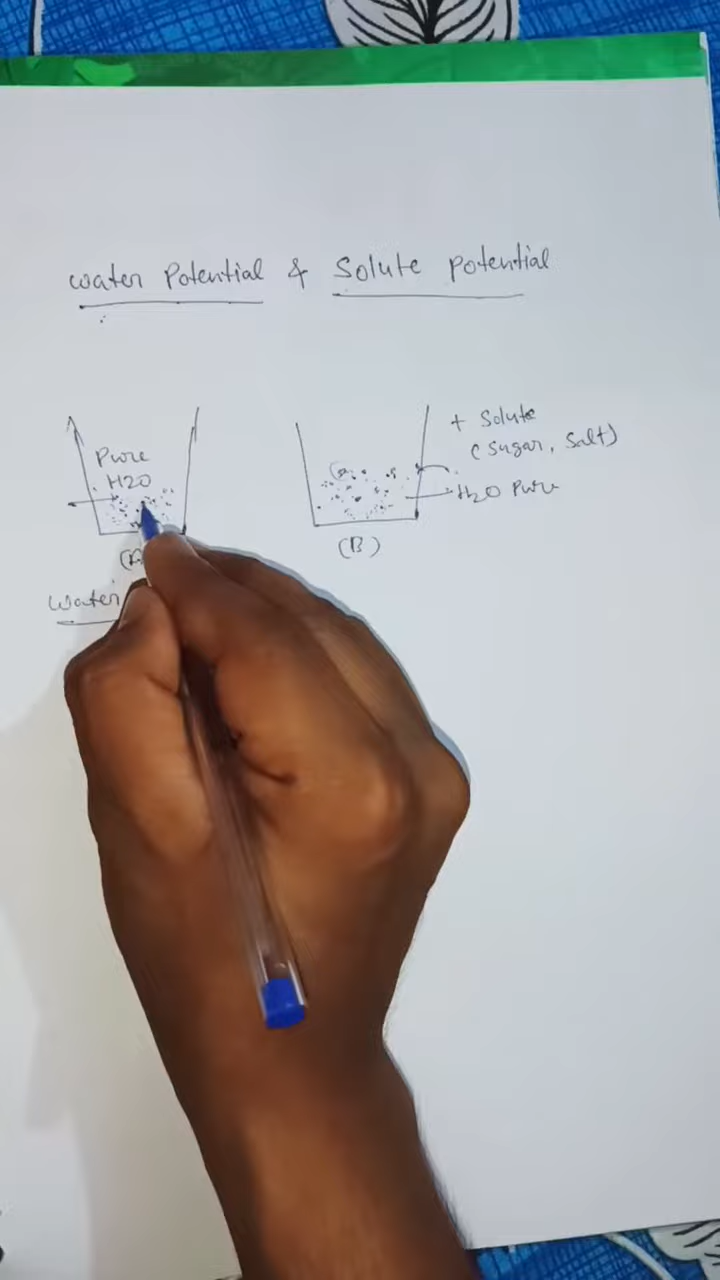 Water Potential & Solute Potential
Pure
H2O
+ Solute
(Sugar, Salt)
H2O Pure
(A
(B)
Water